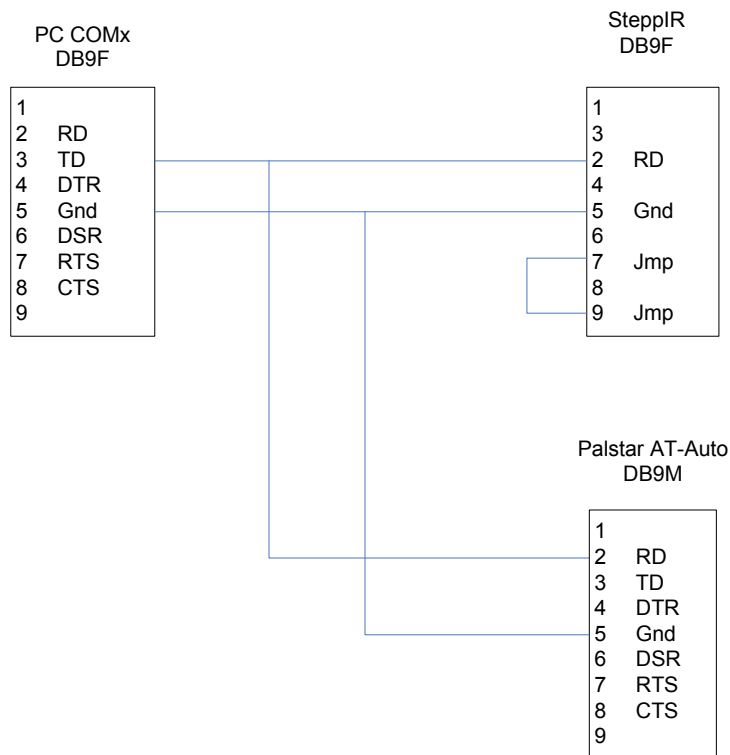 PC COMx
DB9F
1
2 RD
3 TD
4 DTR
5 Gnd
6 DSR
7 RTS
8 CTS
9
SteppIR
DB9F
1
3
2 RD
4
5 Gnd
6
7 Jmp
8
9 Jmp
Palstar AT-Auto
DB9M
1
2 RD
3 TD
4 DTR
5 Gnd
6 DSR
7 RTS
8 CTS
9